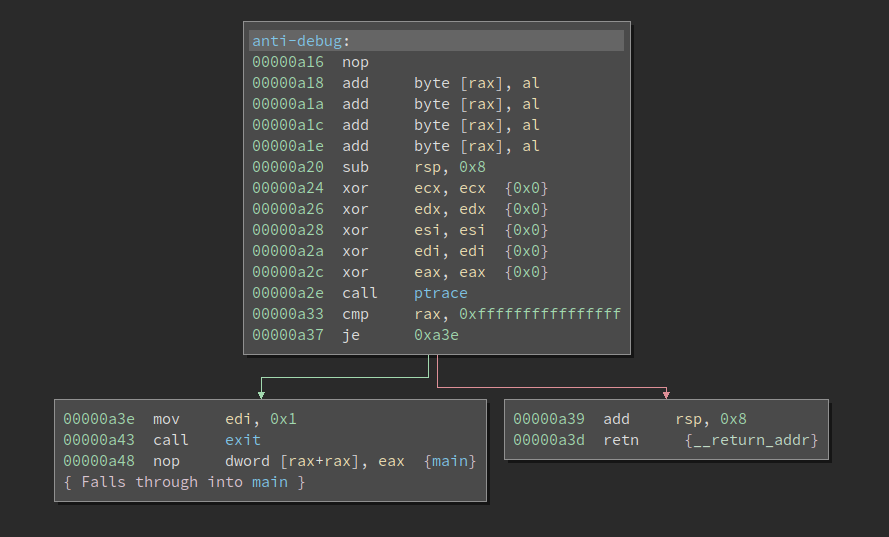 anti-debug:
00000a16 nop
00000a18 add byte [rax], al
00000a1a add byte [rax], al
00000a1c add byte [rax], al
00000a1e add byte [rax], al
00000a20 sub rsp, 0x8
00000a24 xor ecx, ecx {0x0}
00000a26 xor edx, edx {0x0}
00000a28 xor esi, esi {0x0}
00000a2a xor edi, edi {0x0}
00000a2c xor eax, eax {0x0}
00000a2e call ptrace
00000a33 cmp rax, 0xffffffffffffffff
00000a37 je 0xa3e
00000a3e mov edi, 0x1
00000a43 call exit
00000a48 nop dword [rax+rax], eax {main}
{ Falls through into main }
00000a39 add rsp, 0x8
00000a3d retn {__return_addr}